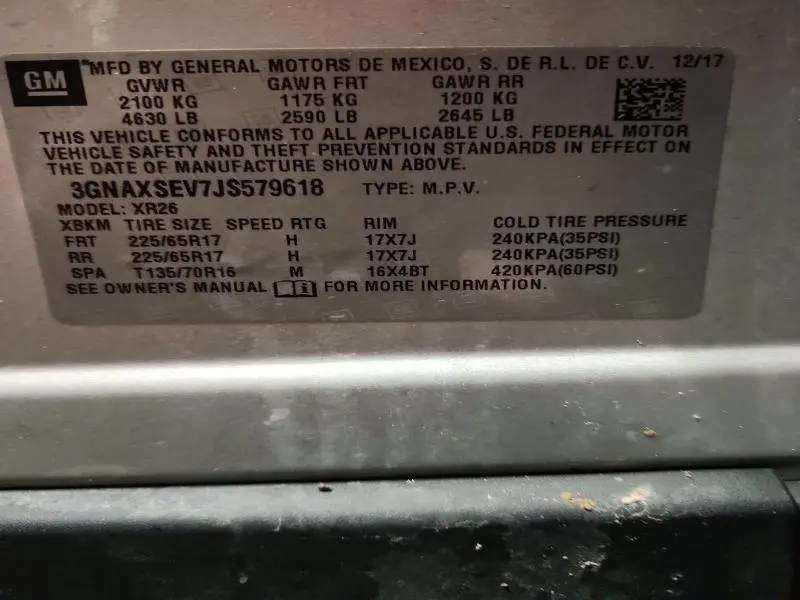 GM
MFD BY GENERAL MOTORS DE MEXICO, S. DE R.L. DE C.V. 12/17
GVWR GAWR FRT GAWR RR
2100 KG 1175 KG 1200 KG
4630 LB 2590 LB 2645 LB
THIS VEHICLE CONFORMS TO ALL APPLICABLE U.S. FEDERAL MOTOR
VEHICLE SAFETY AND THEFT PREVENTION STANDARDS IN EFFECT ON
THE DATE OF MANUFACTURE SHOWN ABOVE.
3GNAXSEV7JS579618 TYPE: M.P.V.
MODEL: XR26
XBKM TIRE SIZE SPEED RTG RIM COLD TIRE PRESSURE
FRT 225/65R17 H 17X7J 240KPA(35PSI)
RR 225/65R17 H 17X7J 240KPA(35PSI)
SPA T135/70R16 M 16X4BT 420KPA(60PSI)
SEE OWNER'S MANUAL i FOR MORE INFORMATION.